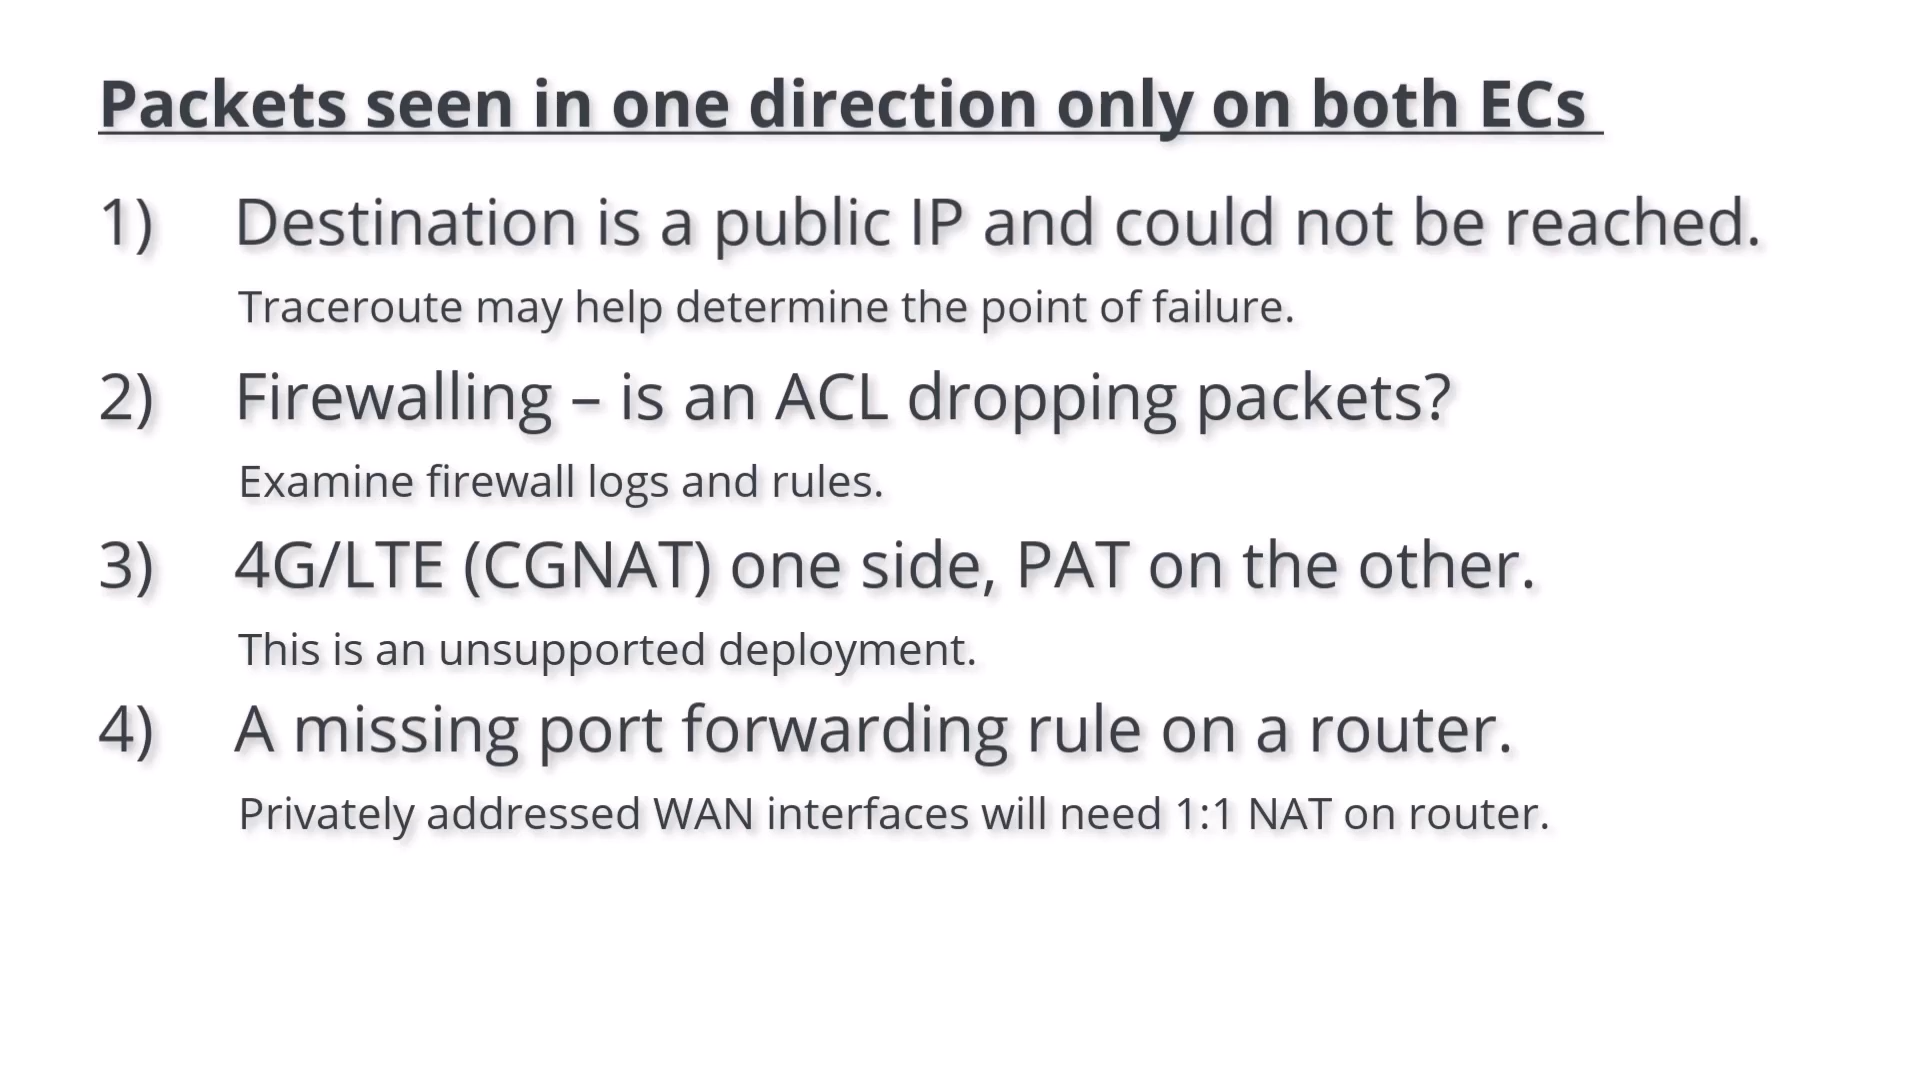 Packets seen in one direction only on both ECs
1) Destination is a public IP and could not be reached.
Traceroute may help determine the point of failure.
2) Firewalling – is an ACL dropping packets?
Examine firewall logs and rules.
3) 4G/LTE (CGNAT) one side, PAT on the other.
This is an unsupported deployment.
4) A missing port forwarding rule on a router.
Privately addressed WAN interfaces will need 1:1 NAT on router.